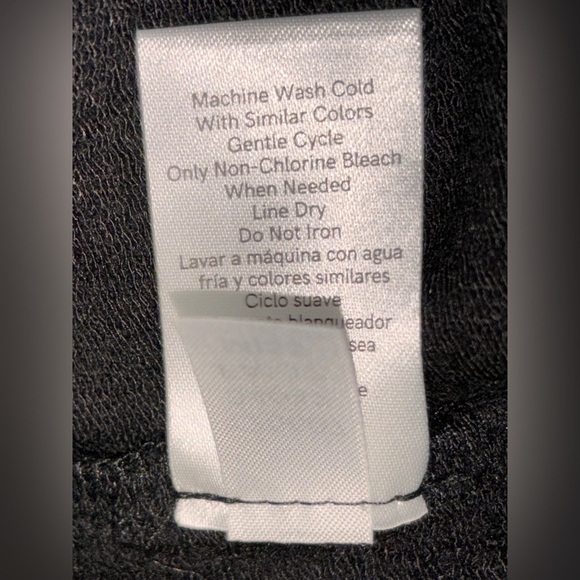 Machine Wash Cold
With Similar Colors
Gentle Cycle
Only Non-Chlorine Bleach
When Needed
Line Dry
Do Not Iron
Lavar a máquina con agua
fría y colores similares
Ciclo suave
blanqueador
sea